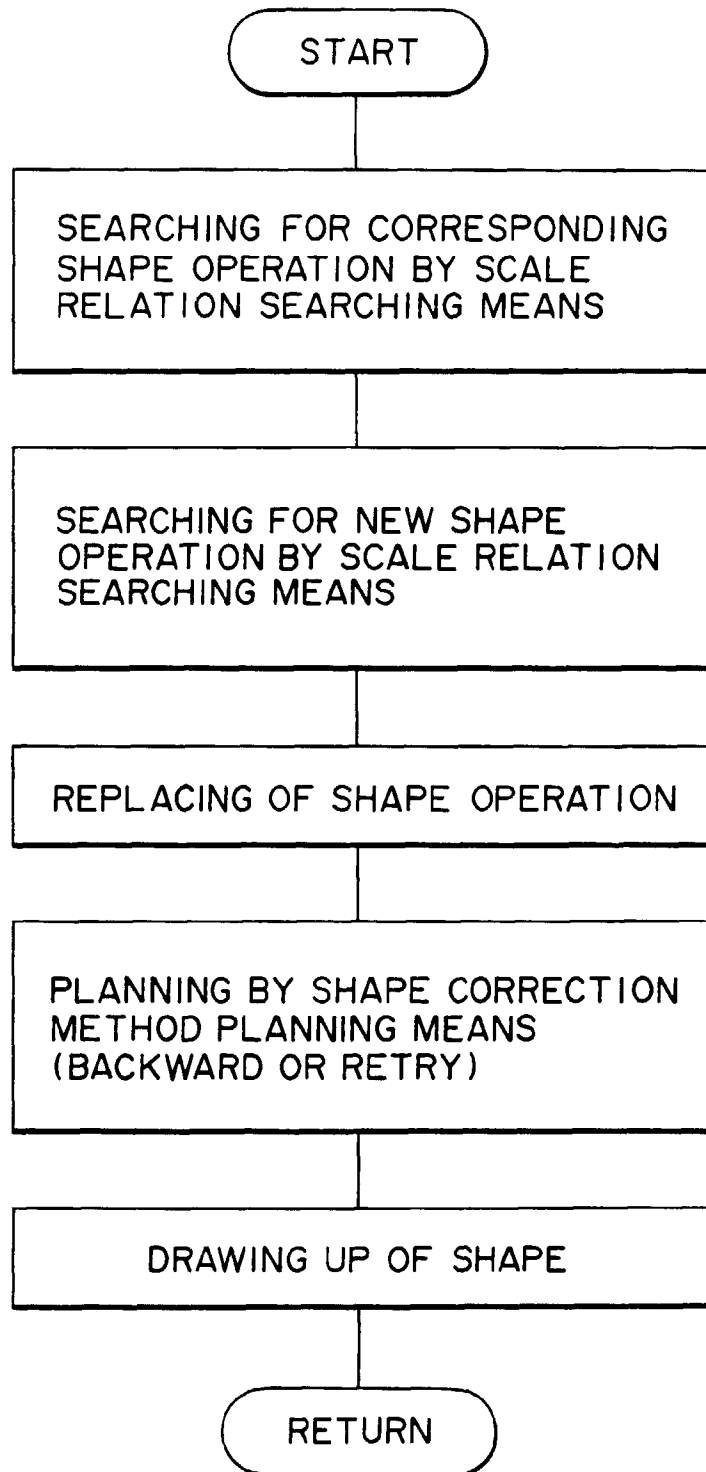 START
SEARCHING FOR CORRESPONDING
SHAPE OPERATION BY SCALE
RELATION SEARCHING MEANS
SEARCHING FOR NEW SHAPE
OPERATION BY SCALE RELATION
SEARCHING MEANS
REPLACING OF SHAPE OPERATION
PLANNING BY SHAPE CORRECTION
METHOD PLANNING MEANS
(BACKWARD OR RETRY)
DRAWING UP OF SHAPE
RETURN